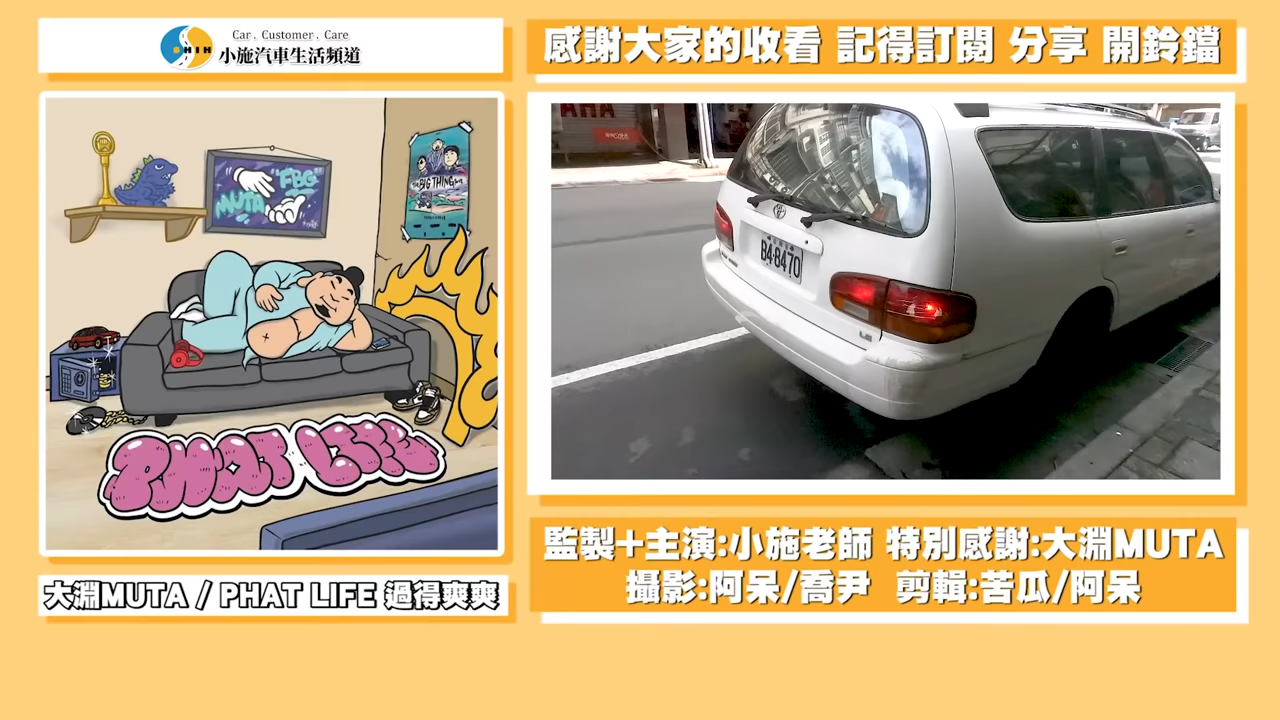 Car . Customer . Care
SHIH
小施汽車生活頻道
感謝大家的收看 記得訂閱 分享 開鈴鐺
"FBG"
MUTA
BIG THING
PHAT LIFE
B4·8470
大淵MUTA / PHAT LIFE 過得爽爽
監製+主演:小施老師 特別感謝:大淵MUTA
攝影:阿呆/喬尹 剪輯:苦瓜/阿呆